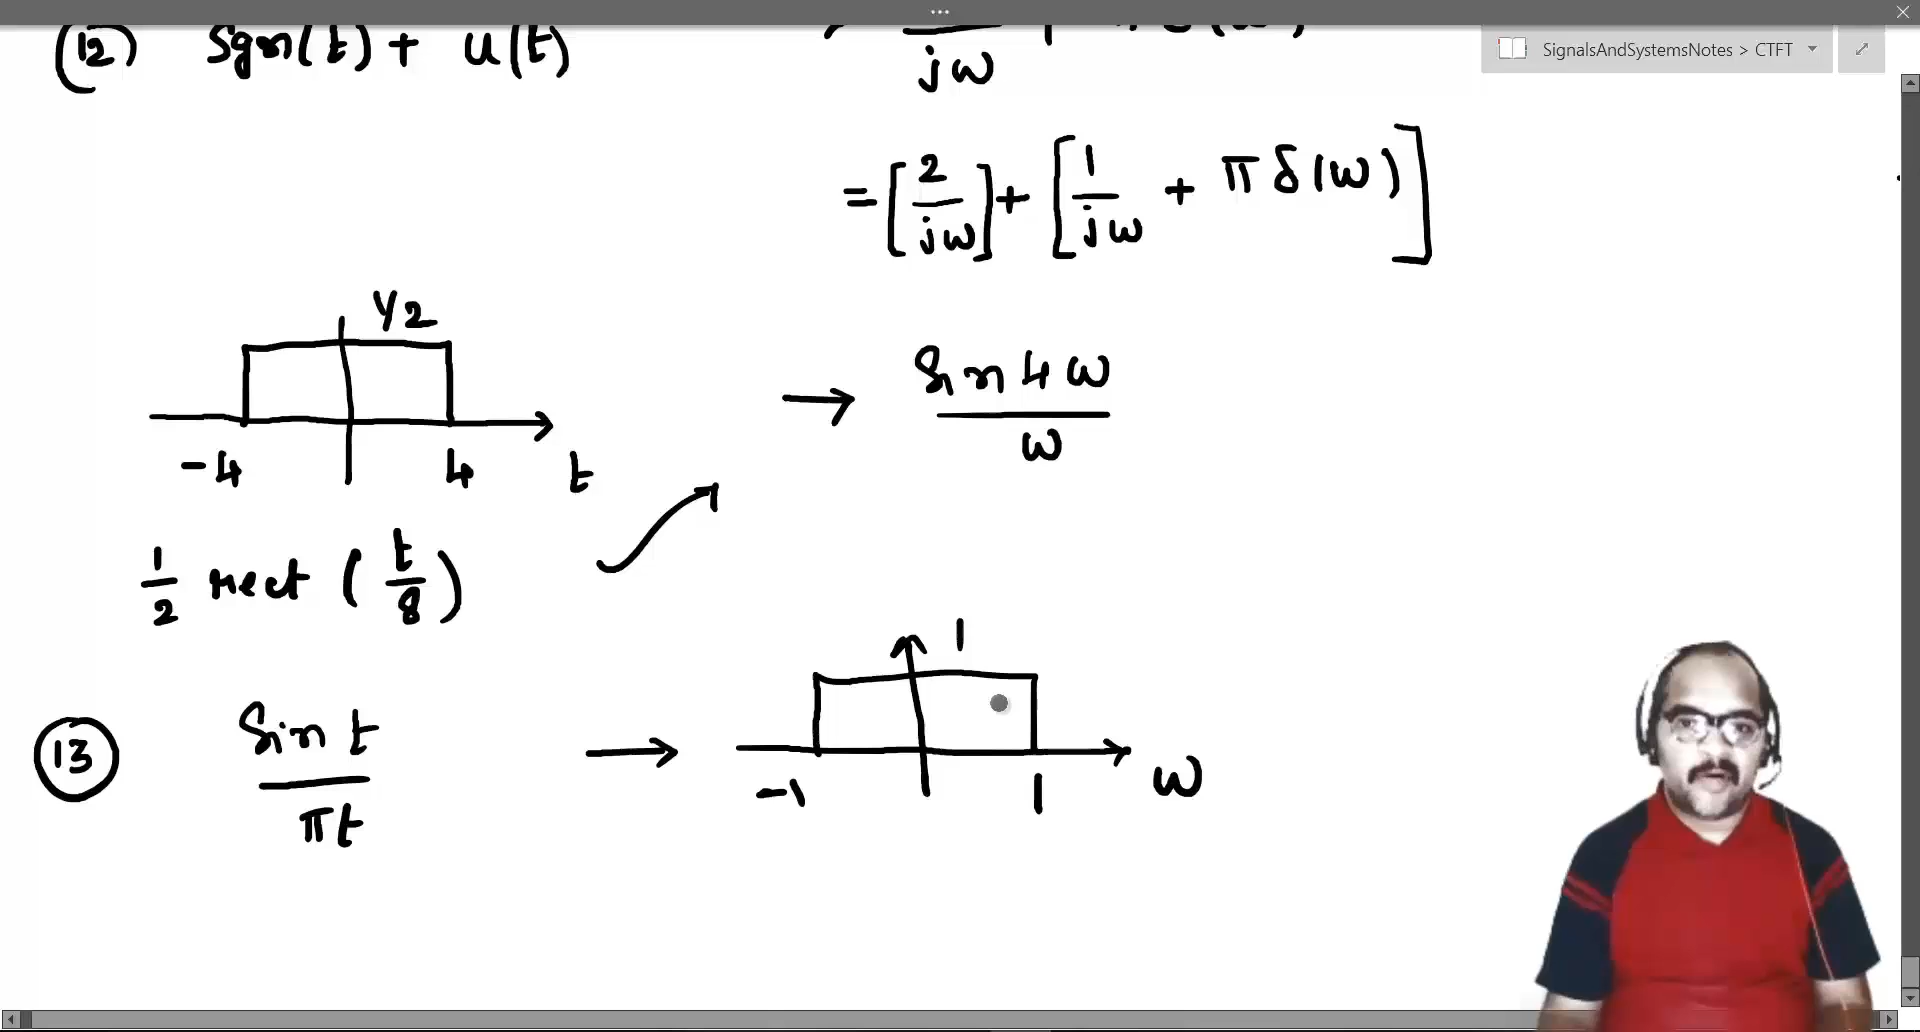 SignalsAndSystemsNotes > CTFT
(12) Sgn(t) + u(t)
jω
= [2/jω] + [1/jω + π δ(ω)]
1/2
-4 4 t
→ Sin 4ω / ω
1/2 rect (t/8)
1
-1 1 ω
(13) Sin t / πt →